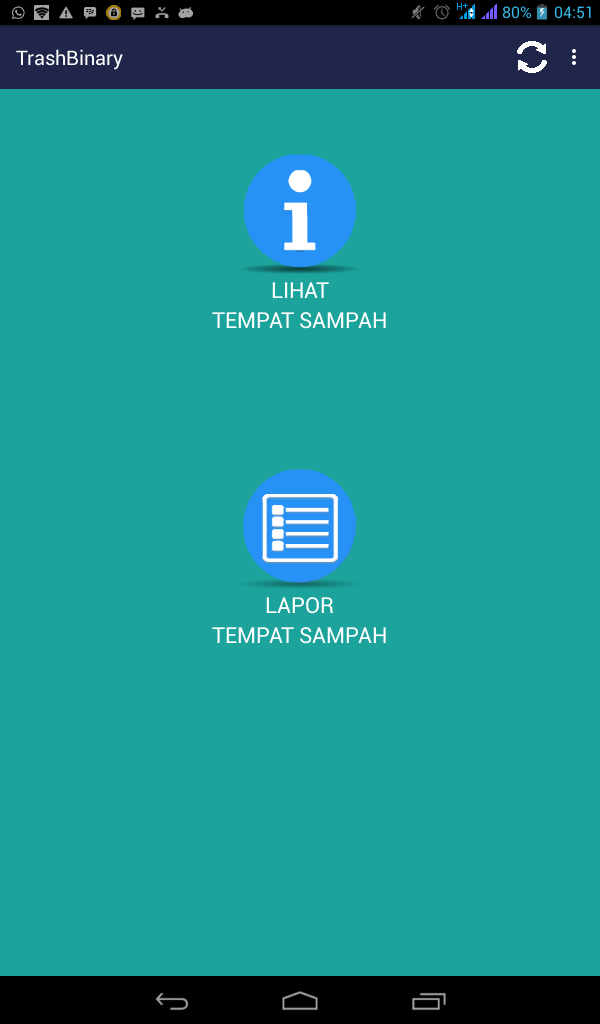 H+ 80% 04:51
TrashBinary
LIHAT
TEMPAT SAMPAH
LAPOR
TEMPAT SAMPAH